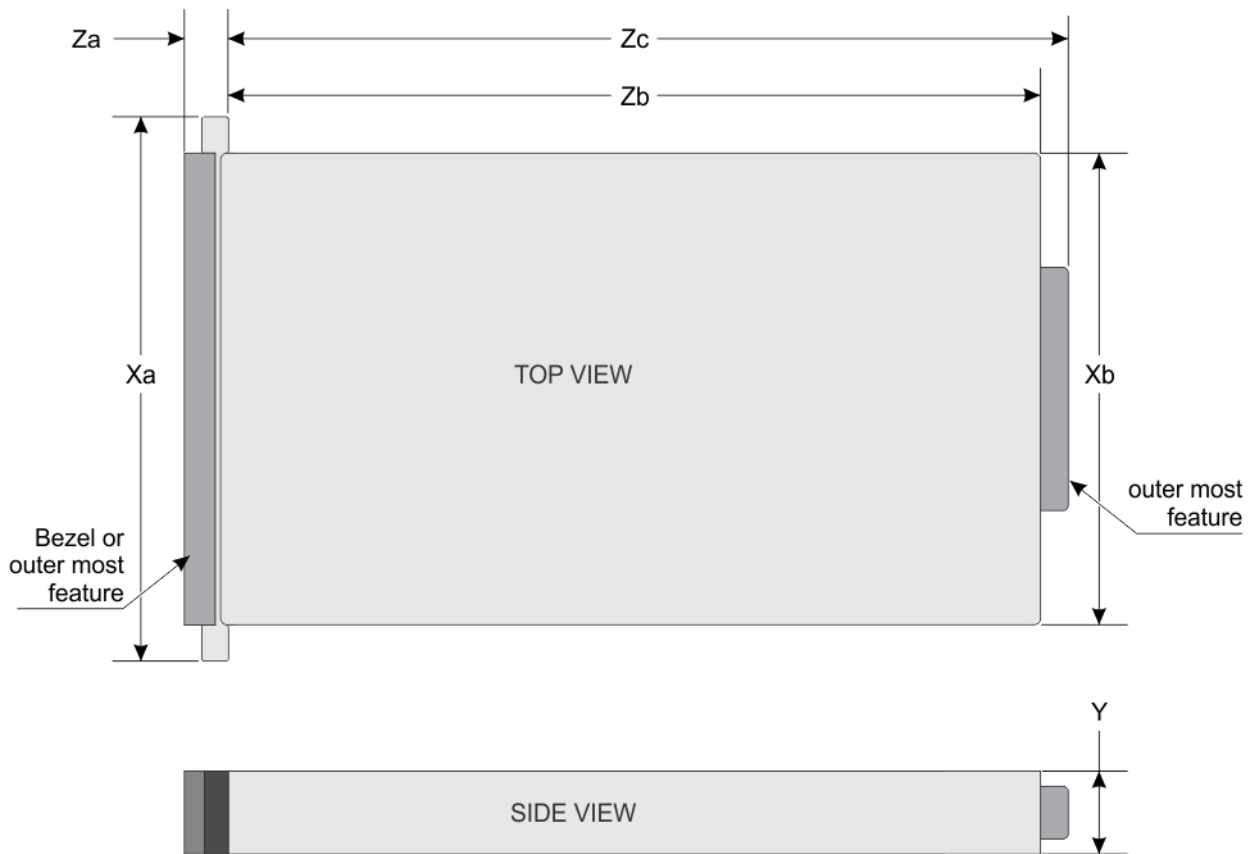 Za
Zc
Zb
Xa
TOP VIEW
Xb
outer most
feature
Bezel or
outer most
feature
Y
SIDE VIEW